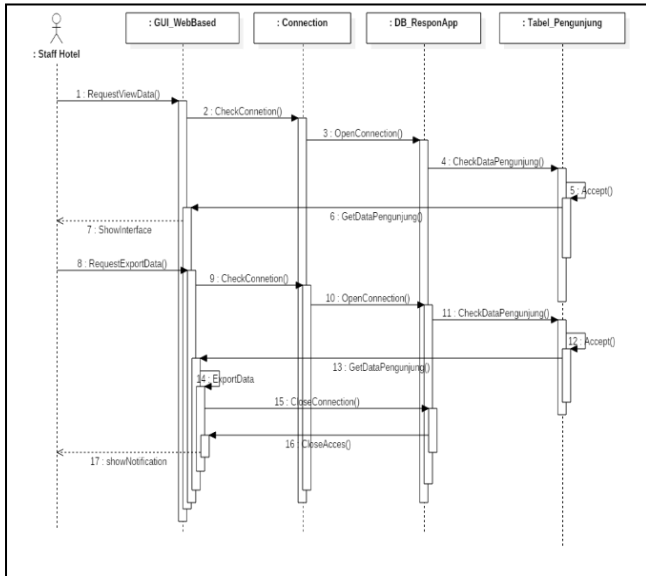 : GUI_WebBased
: Connection
: DB_ResponApp
: Tabel_Pengunjung
: Staff Hotel
1 : RequestViewData()
2 : CheckConnetion()
3 : OpenConnection()
4 : CheckDataPengunjung()
5 : Accept()
6 : GetDataPengunjung()
7 : ShowInterface
8 : RequestExportData()
9 : CheckConnetion()
10 : OpenConnection()
11 : CheckDataPengunjung()
12 : Accept()
13 : GetDataPengunjung()
14 : ExportData
15 : CloseConnection()
16 : CloseAcces()
17 : showNotification